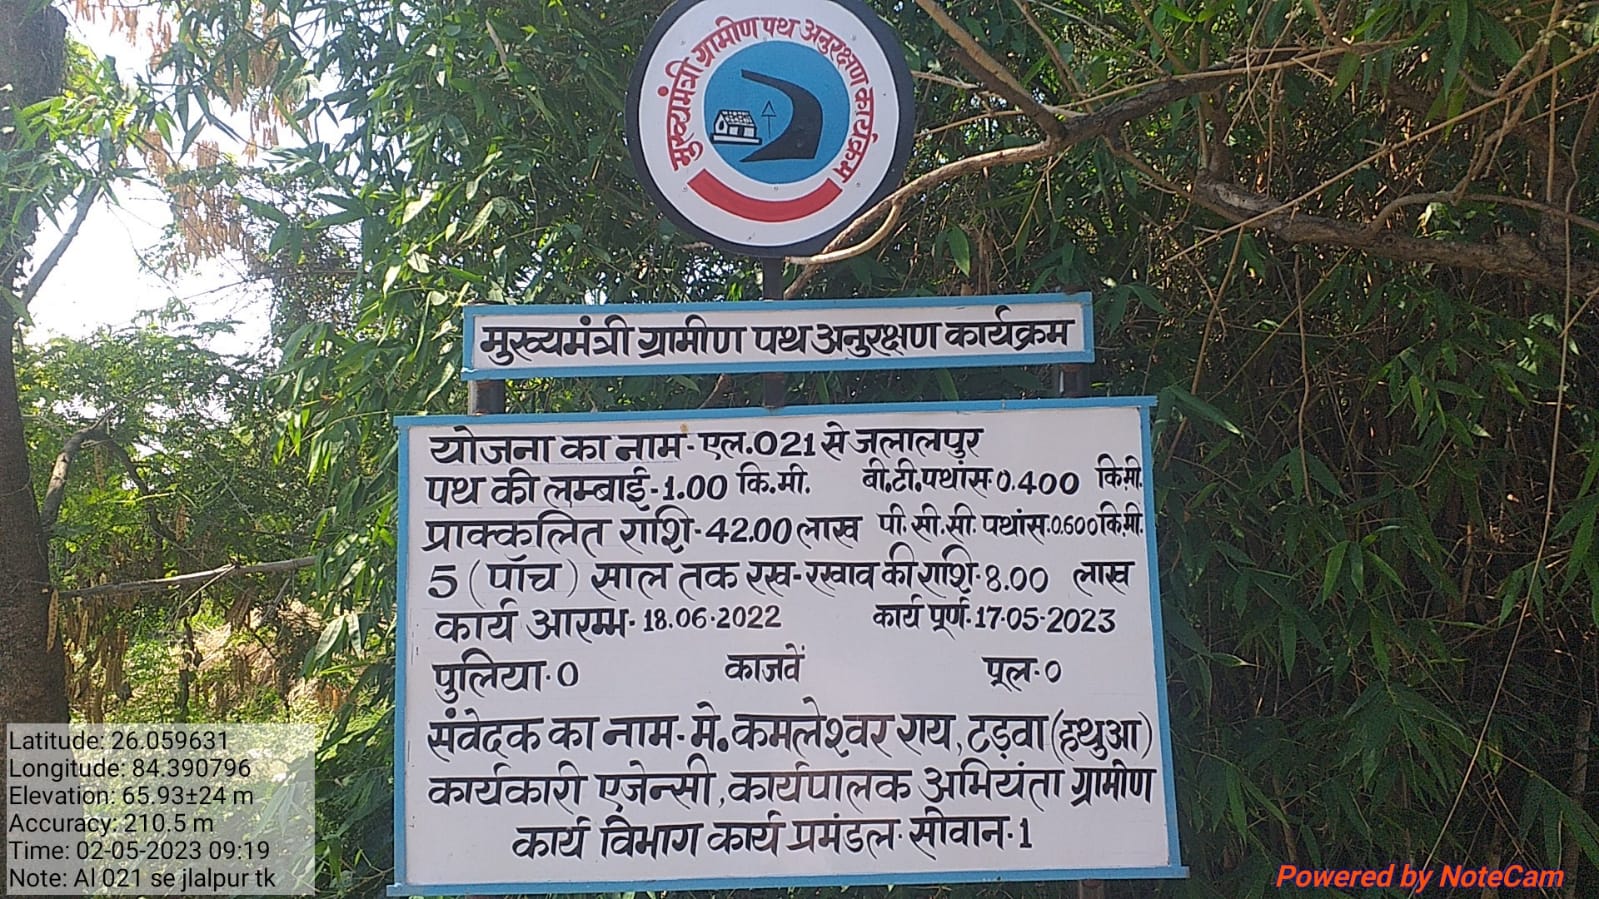 मुख्यमंत्री ग्रामीण पथ अनुरक्षण कार्यक्रम
मुख्यमंत्री ग्रामीण पथ अनुरक्षण कार्यक्रम
योजना का नाम-एल.021 से जलालपुर
पथ की लम्बाई-1.00 कि.मी. बी.टी.पथांस-0.400 कि.मी.
प्राक्कलित राशि-42.00 लाख पी.सी.सी. पथांस-0.600 कि.मी.
5 (पॉच) साल तक रख-रखाव की राशि-8.00 लाख
कार्य आरम्भ-18.06.2022 कार्य पूर्ण-17-05-2023
पुलिया-0 काजवें पूल-0
संवेदक का नाम-मे.कमलेश्वर राय,टड़वा(हथुआ)
कार्यकारी एजेन्सी,कार्यपालक अभियंता ग्रामीण
कार्य विभाग कार्य प्रमंडल-सीवान-1
Latitude: 26.059631
Longitude: 84.390796
Elevation: 65.93±24 m
Accuracy: 210.5 m
Time: 02-05-2023 09:19
Note: Al 021 se jlalpur tk
Powered by NoteCam